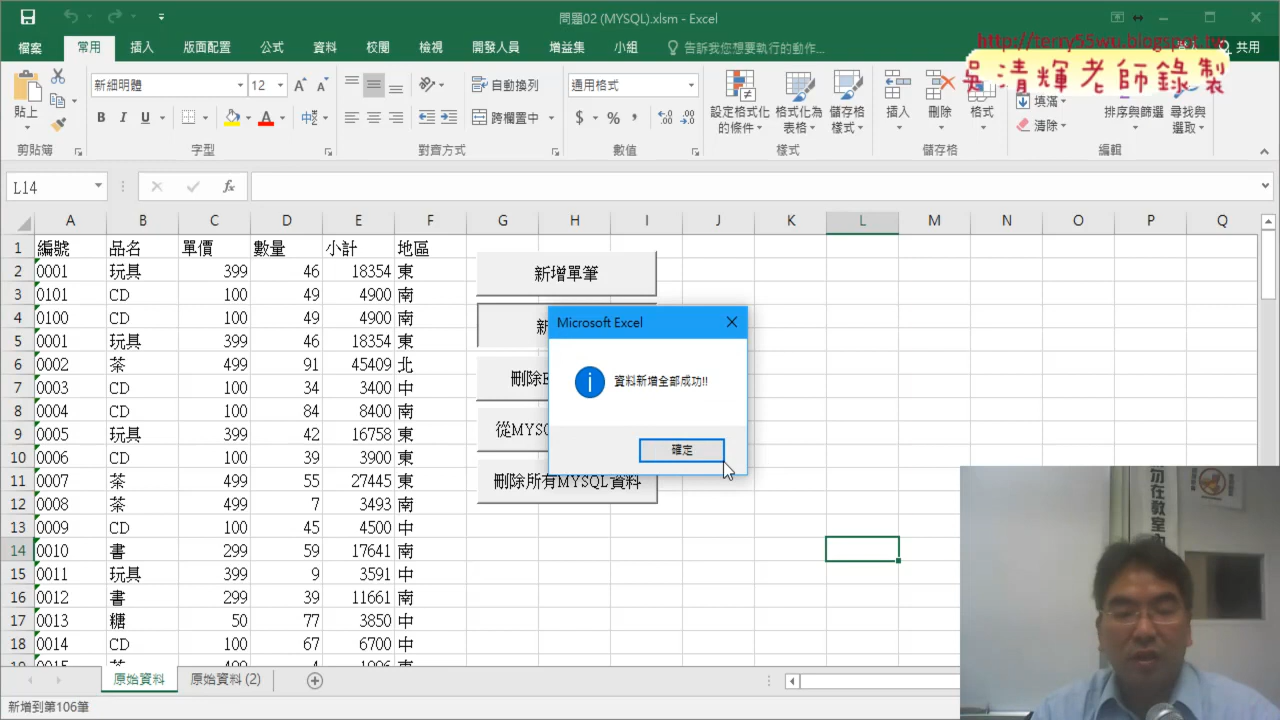 問題02 (MYSQL).xlsm - Excel
檔案 常用 插入 版面配置 公式 資料 校閱 檢視 開發人員 增益集 小組 告訴我您想要執行的動作... 共用
http://terry55wu.blogspot.tw
吳清輝老師錄製
貼上 新細明體 12 自動換列 通用格式 設定格式化的條件 格式化為表格 儲存格樣式 插入 刪除 格式 填滿 清除 排序與篩選 尋找與選取
B I U 中 跨欄置中 $ %
剪貼簿 字型 對齊方式 數值 樣式 儲存格 編輯
L14 fx
A B C D E F G H I J K L M N O P Q
1 編號 品名 單價 數量 小計 地區
2 0001 玩具 399 46 18354 東
3 0101 CD 100 49 4900 南
4 0100 CD 100 49 4900 南
5 0001 玩具 399 46 18354 東
6 0002 茶 499 91 45409 北
7 0003 CD 100 34 3400 中
8 0004 CD 100 84 8400 南
9 0005 玩具 399 42 16758 東
10 0006 CD 100 39 3900 東
11 0007 茶 499 55 27445 東
12 0008 茶 499 7 3493 南
13 0009 CD 100 45 4500 中
14 0010 書 299 59 17641 南
15 0011 玩具 399 9 3591 中
16 0012 書 299 39 11661 南
17 0013 糖 50 77 3850 中
18 0014 CD 100 67 6700 中
新增單筆
新
刪除
從MYSQ
刪除所有MYSQL資料
Microsoft Excel
資料新增全部成功!!
確定
勿在教室內
原始資料 原始資料 (2)
新增到第106筆